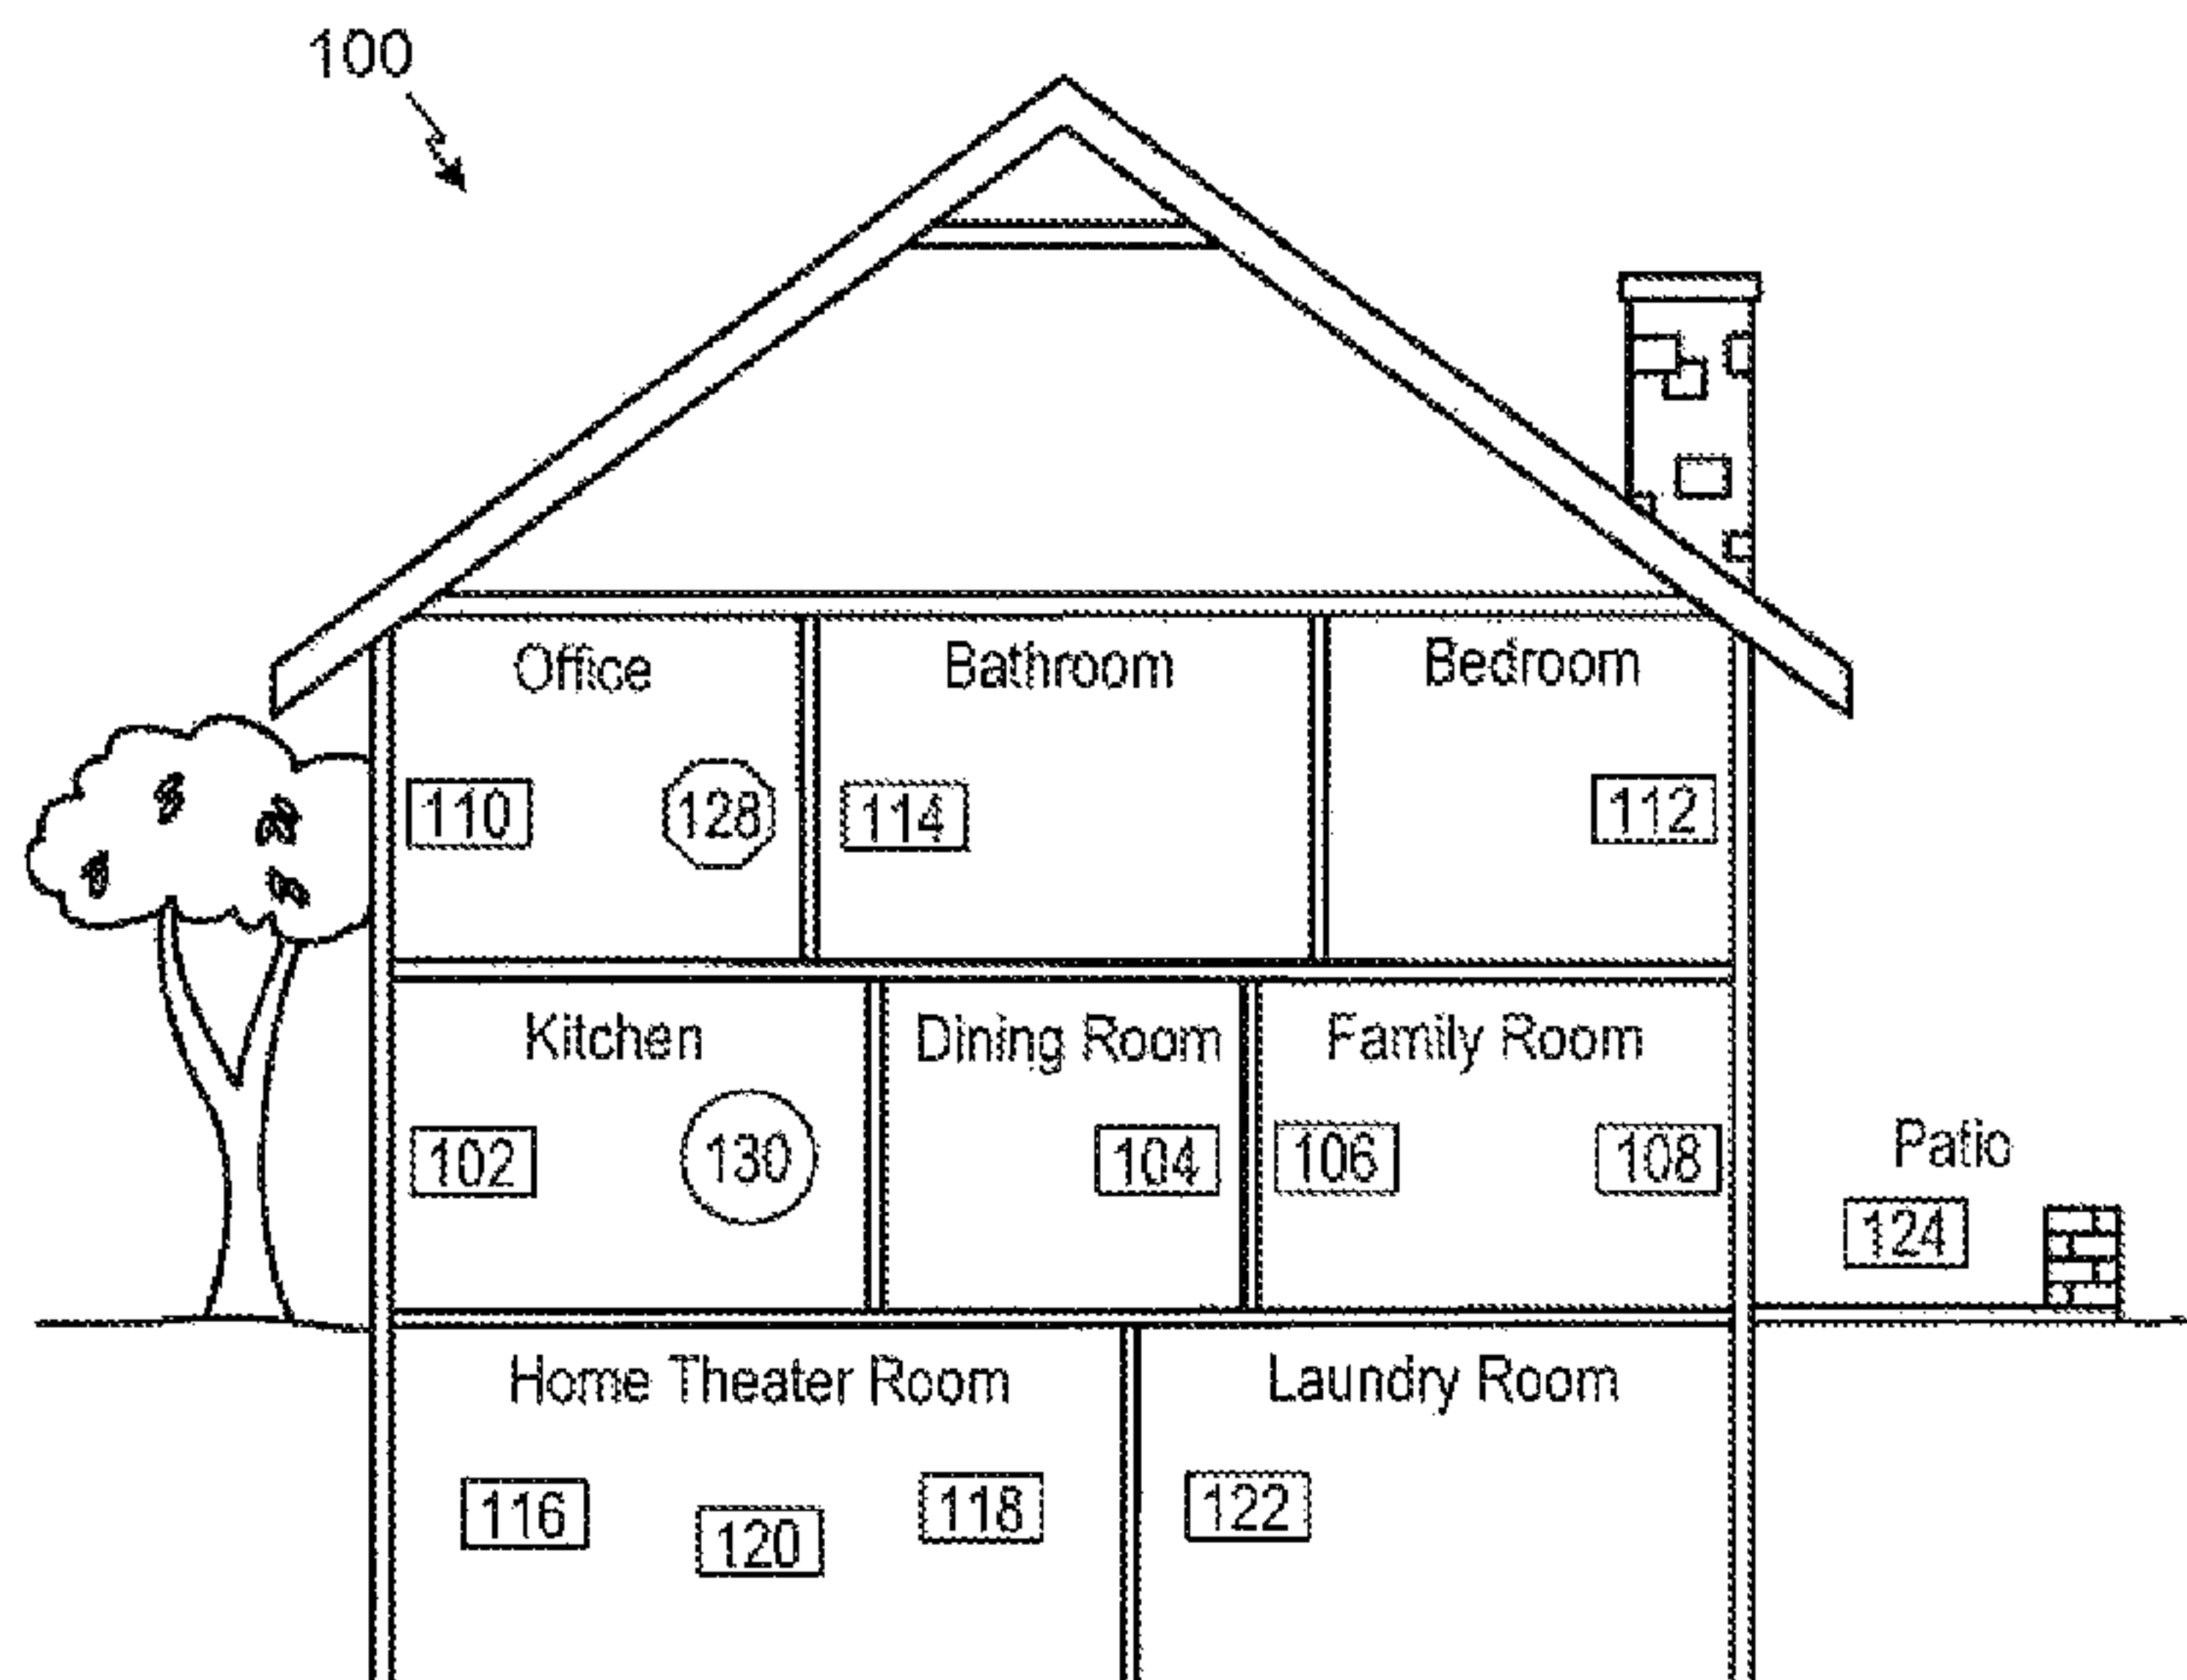 100
Office Bathroom Bedroom
110 128 114 112
Kitchen Dining Room Family Room
102 130 104 106 108
Patio
124
Home Theater Room Laundry Room
116 120 118 122